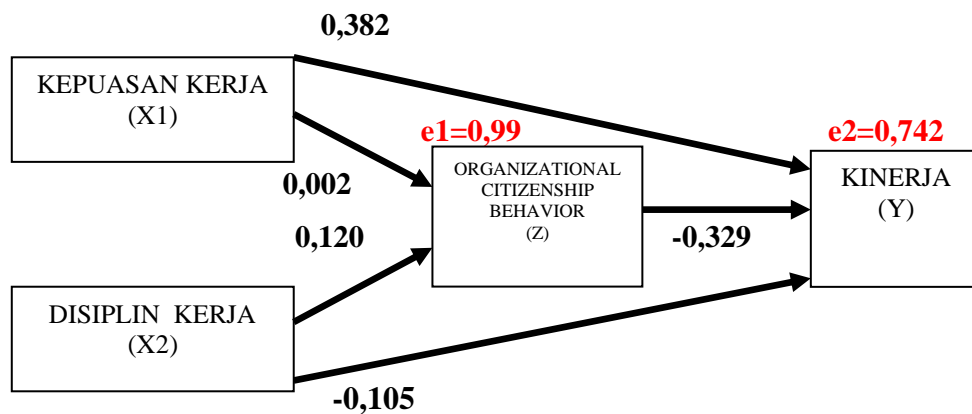 0,382
KEPUASAN KERJA
(X1)
e1=0,99
e2=0,742
ORGANIZATIONAL
CITIZENSHIP
BEHAVIOR
(Z)
KINERJA
(Y)
0,002
0,120
-0,329
DISIPLIN KERJA
(X2)
-0,105